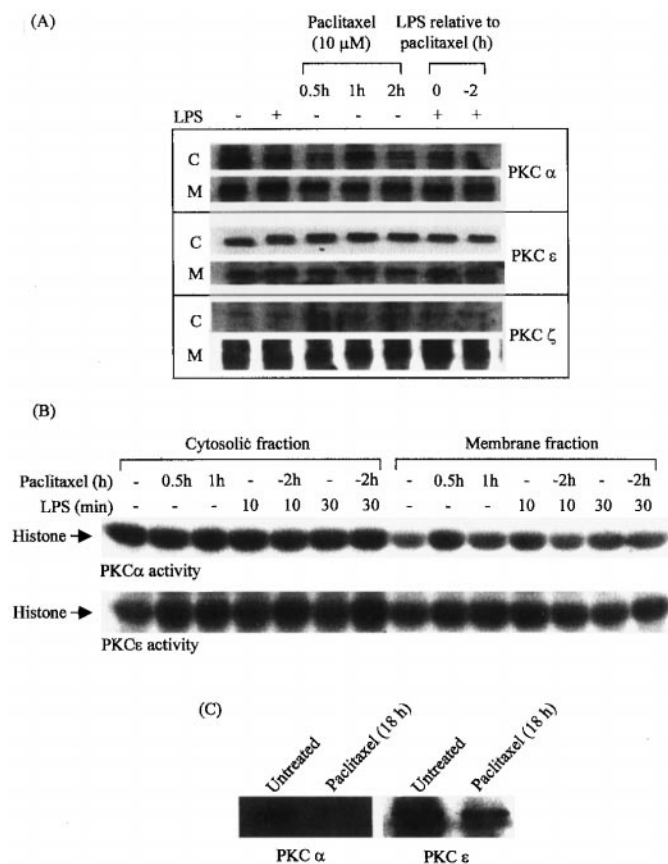 (A)
Paclitaxel LPS relative to
(10 μM) paclitaxel (h)
0.5h 1h 2h 0 -2
LPS - + - - - + +
C
PKC α
M
C
PKC ε
M
C
PKC ζ
M
(B)
Cytosolic fraction Membrane fraction
Paclitaxel (h) - 0.5h 1h - -2h - -2h - 0.5h 1h - -2h - -2h
LPS (min) - - - 10 10 30 30 - - - 10 10 30 30
Histone →
PKCα activity
Histone →
PKCε activity
(C)
Untreated Paclitaxel (18 h) Untreated Paclitaxel (18 h)
PKC α PKC ε